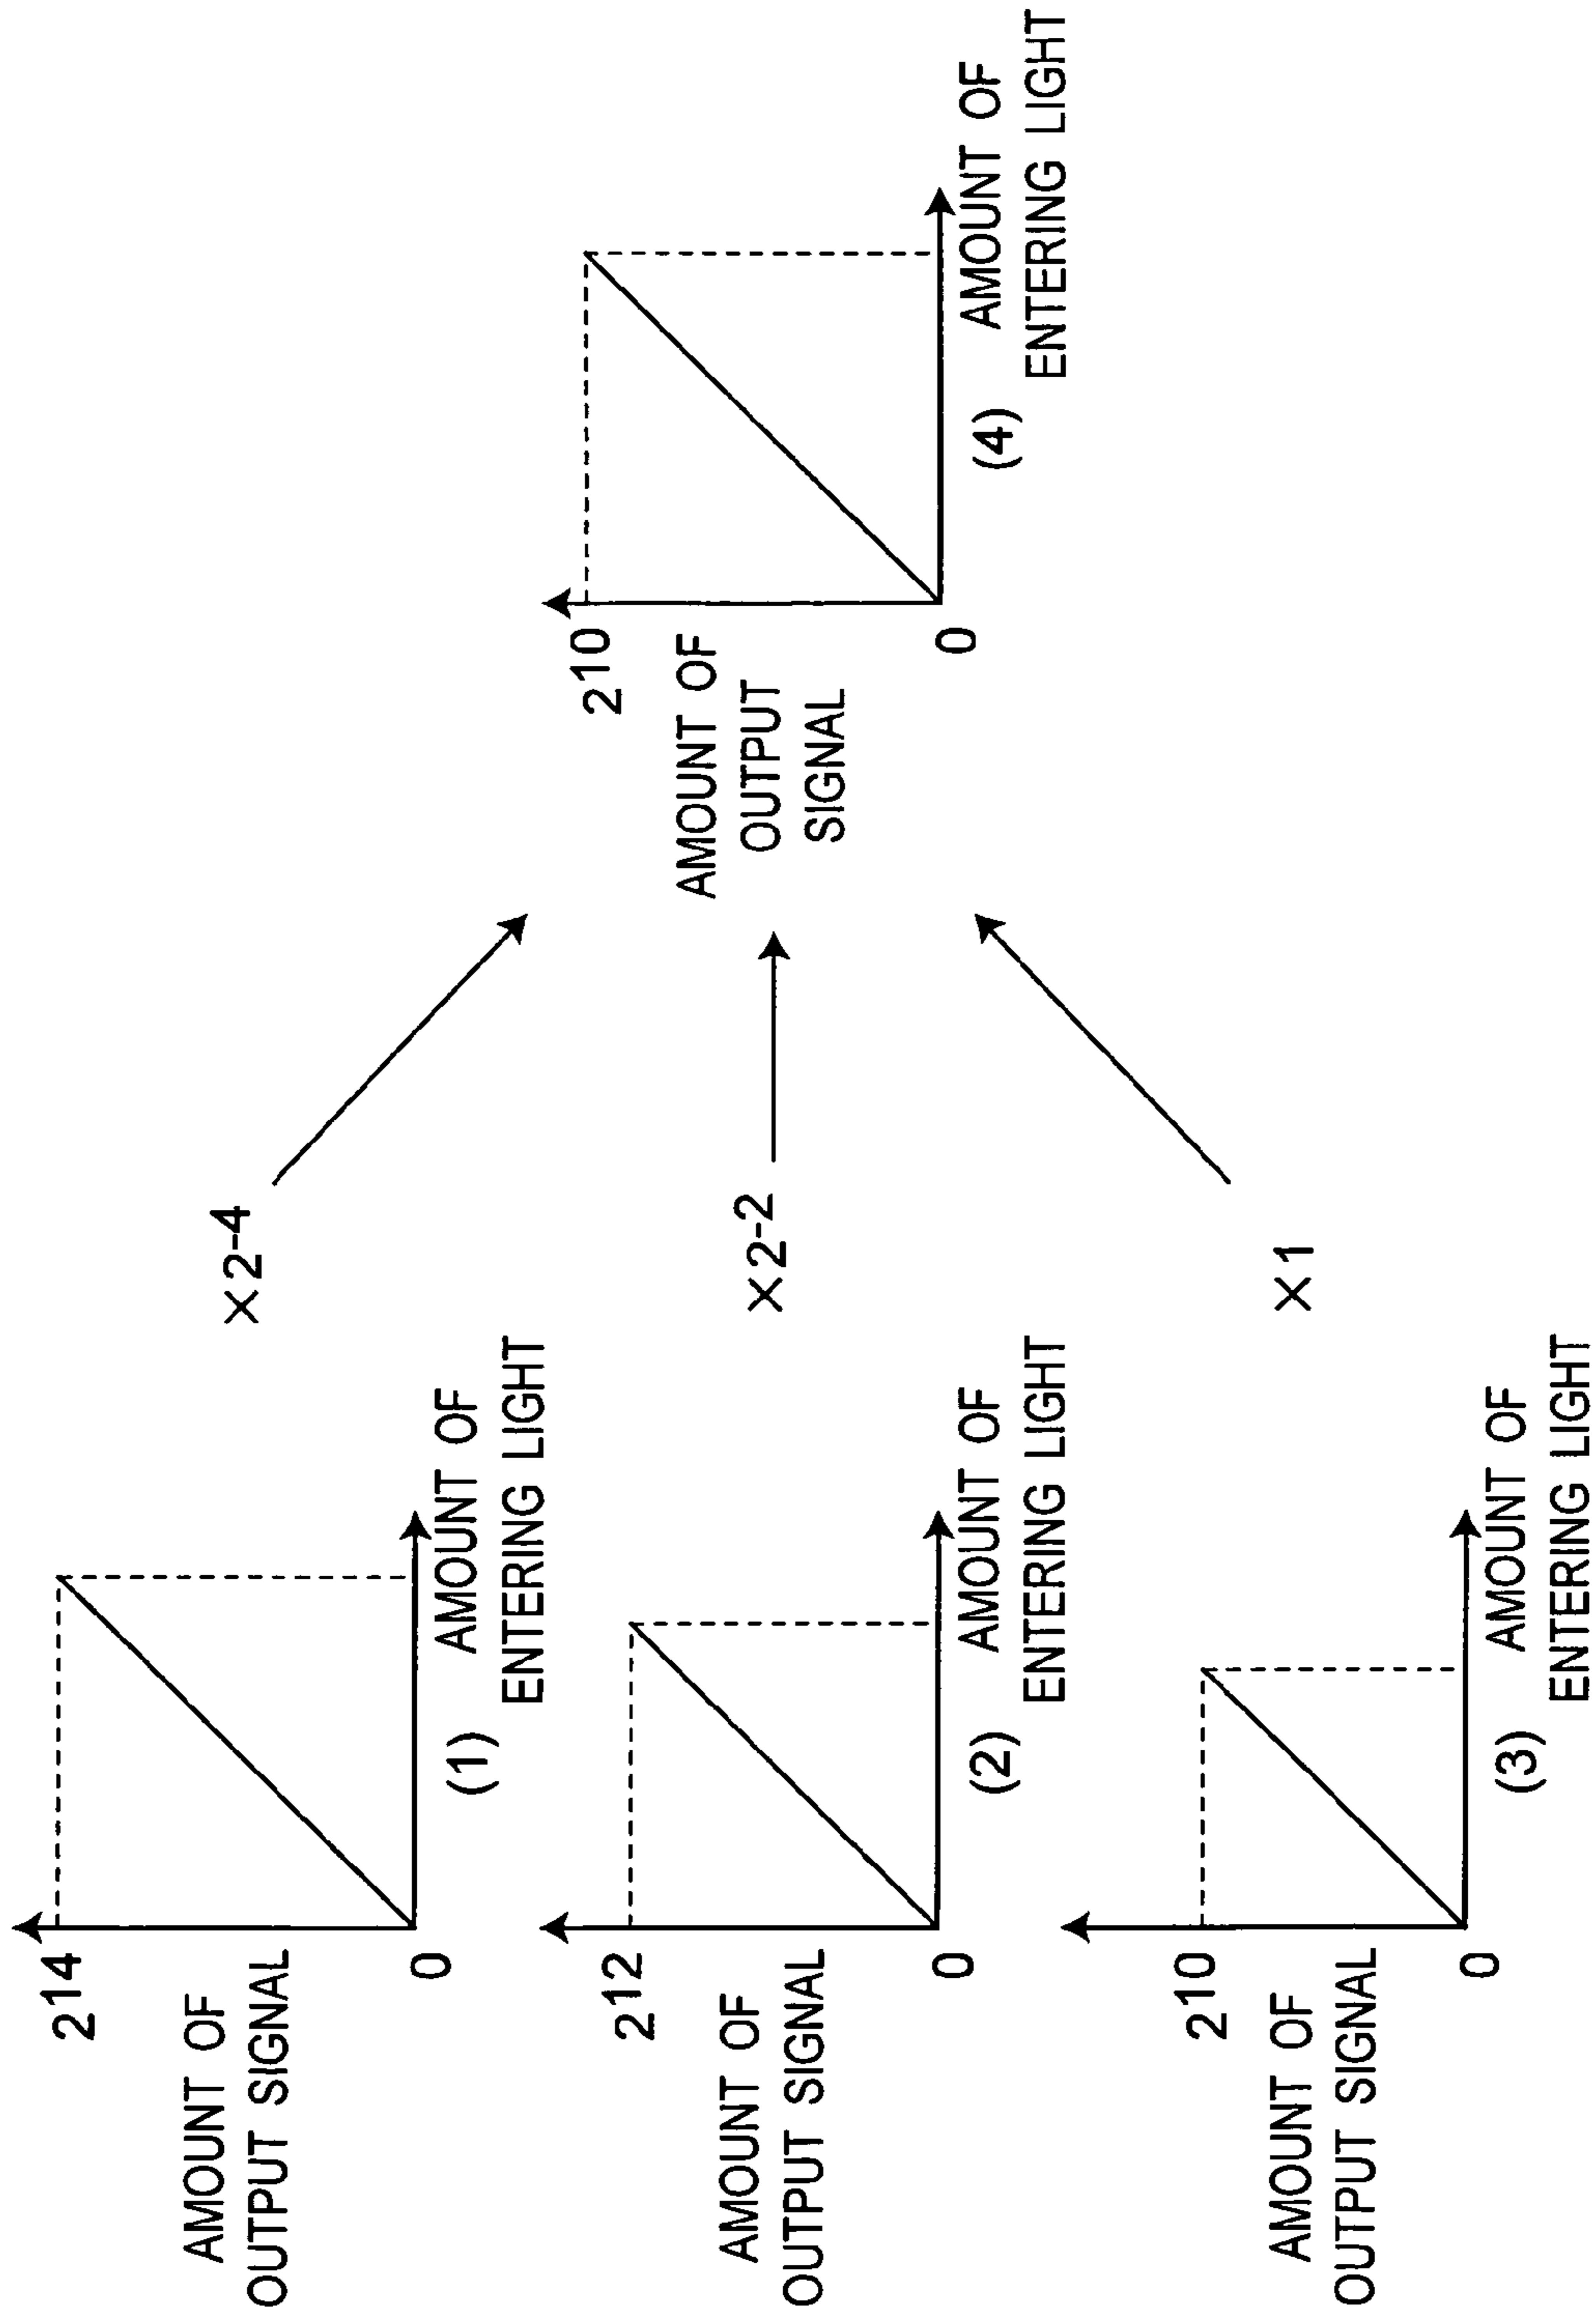 2¹⁴
AMOUNT OF
OUTPUT SIGNAL
0
AMOUNT OF
ENTERING LIGHT
(1)
×2⁻⁴
2¹²
AMOUNT OF
OUTPUT SIGNAL
0
AMOUNT OF
ENTERING LIGHT
(2)
×2⁻²
2¹⁰
AMOUNT OF
OUTPUT SIGNAL
0
AMOUNT OF
ENTERING LIGHT
(3)
×1
2¹⁰
AMOUNT OF
OUTPUT
SIGNAL
0
AMOUNT OF
ENTERING LIGHT
(4)